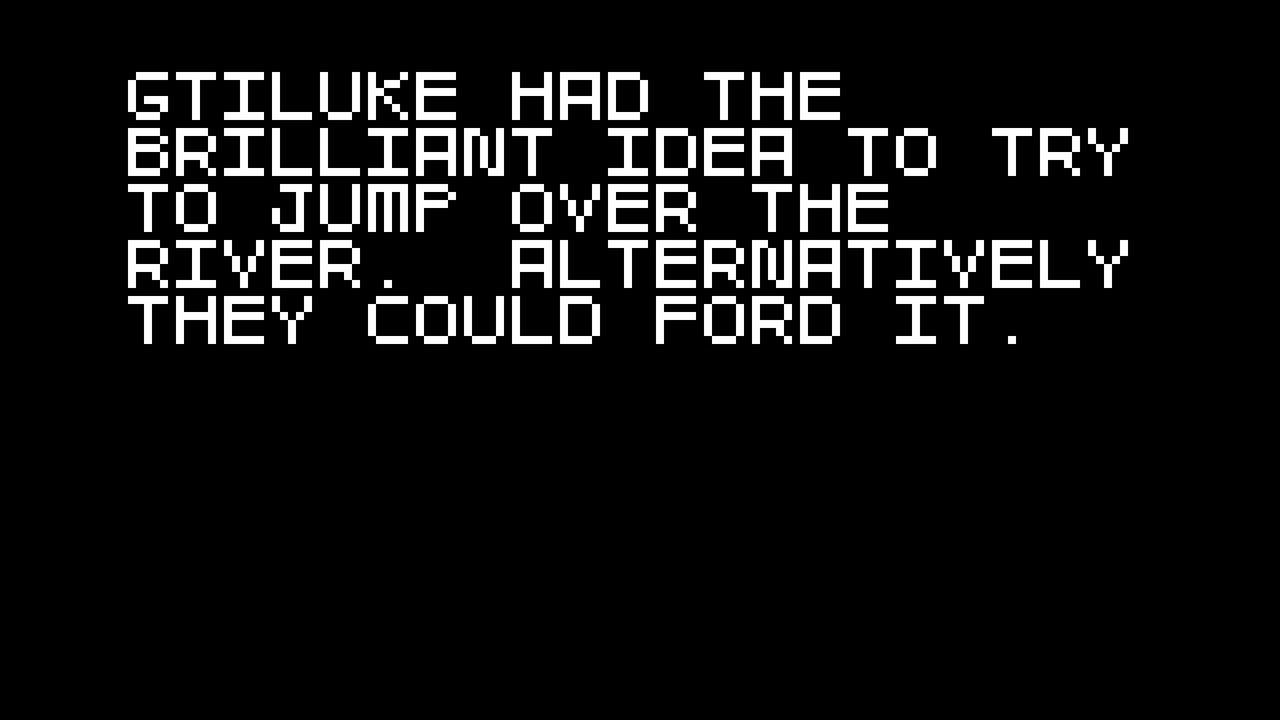 GTILUKE HAD THE
BRILLIANT IDEA TO TRY
TO JUMP OVER THE
RIVER.  ALTERNATIVELY
THEY COULD FORD IT.